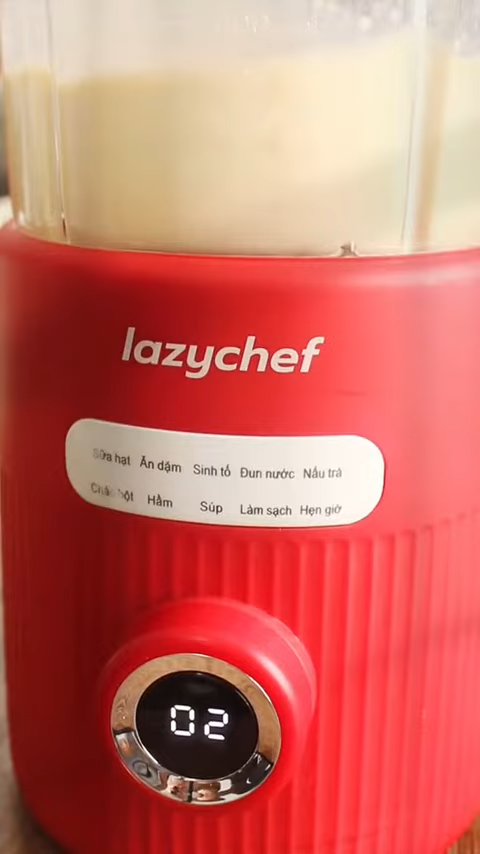 lazychef
Sữa hạt Ăn dặm Sinh tố Đun nước Nấu trà
Hầm Súp Làm sạch Hẹn giờ
02